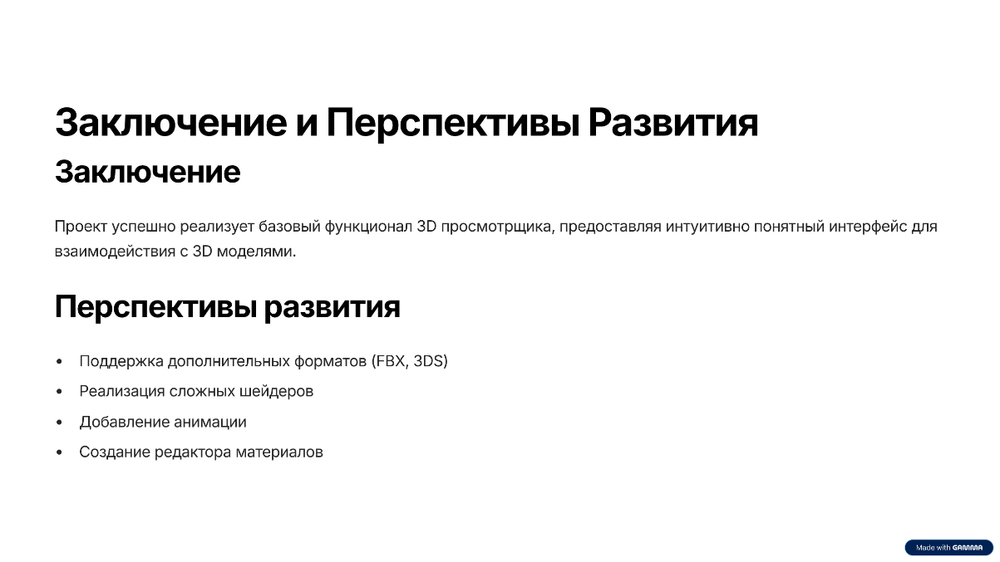 Заключение и Перспективы Развития
Заключение
Проект успешно реализует базовый функционал 3D просмотрщика, предоставляя интуитивно понятный интерфейс для
взаимодействия с 3D моделями.
Перспективы развития
• Поддержка дополнительных форматов (FBX, 3DS)
• Реализация сложных шейдеров
• Добавление анимации
• Создание редактора материалов
Made with GAMMA